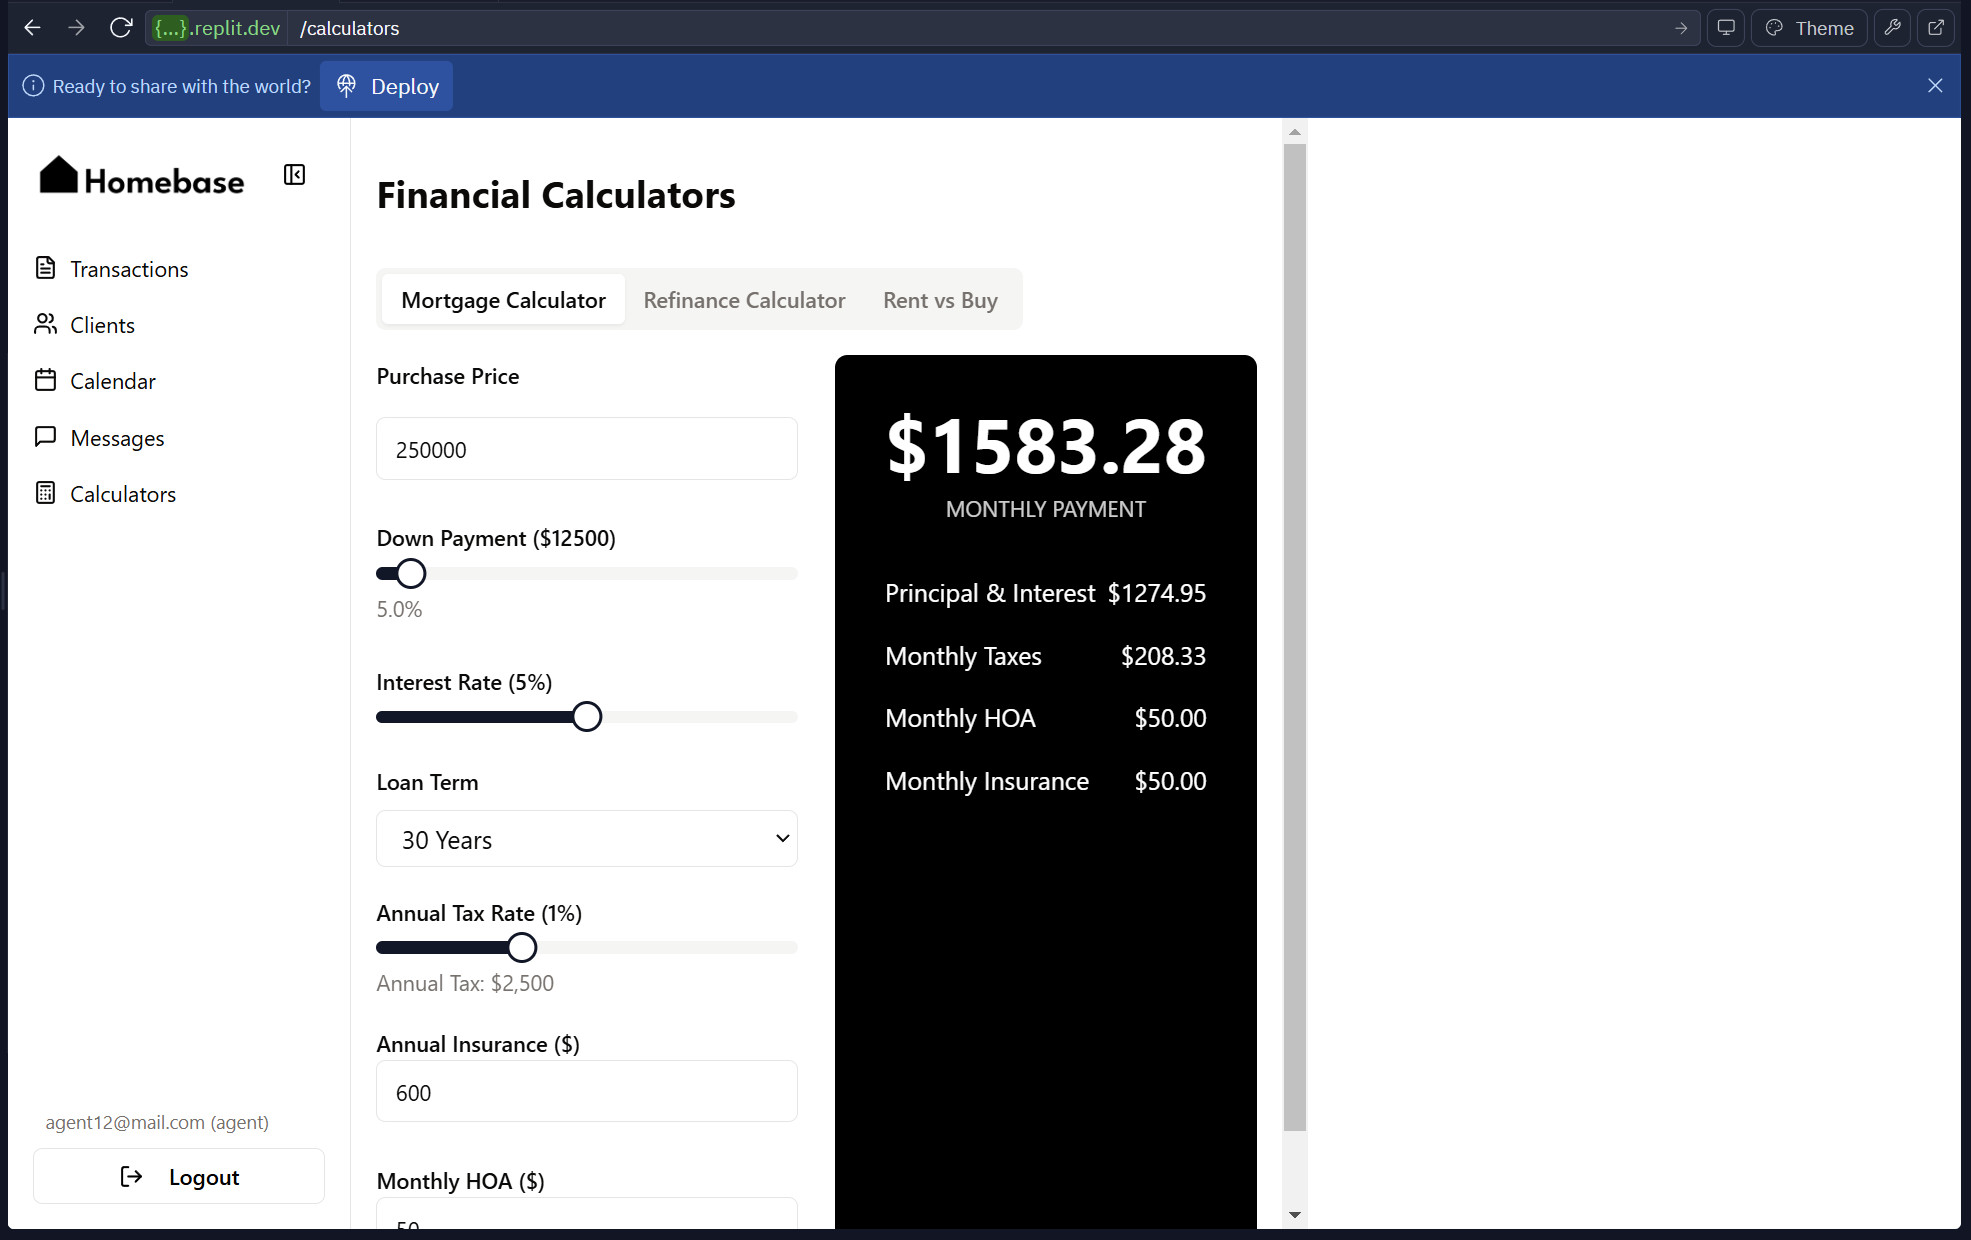 {...}.replit.dev /calculators
Theme
Ready to share with the world? Deploy
Homebase
Transactions
Clients
Calendar
Messages
Calculators
agent12@mail.com (agent)
Logout
Financial Calculators
Mortgage Calculator Refinance Calculator Rent vs Buy
Purchase Price
250000
Down Payment ($12500)
5.0%
Interest Rate (5%)
Loan Term
30 Years
Annual Tax Rate (1%)
Annual Tax: $2,500
Annual Insurance ($)
600
Monthly HOA ($)
50
$1583.28
MONTHLY PAYMENT
Principal & Interest $1274.95
Monthly Taxes $208.33
Monthly HOA $50.00
Monthly Insurance $50.00